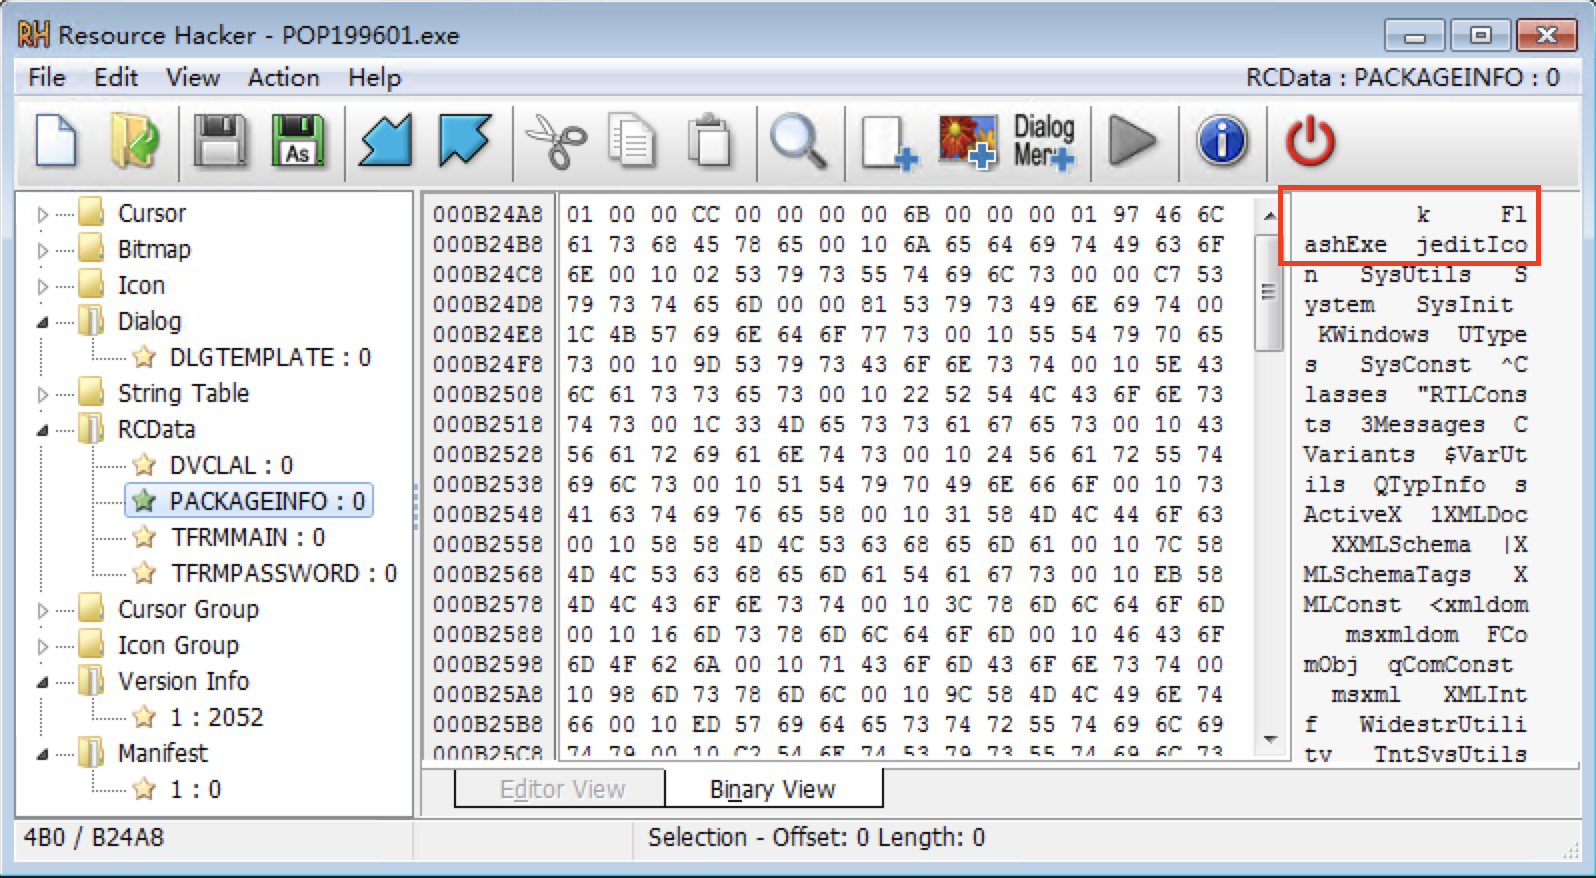 RH Resource Hacker - POP199601.exe
File Edit View Action Help RCData : PACKAGEINFO : 0
As
Dialog
Menu
Cursor
Bitmap
Icon
Dialog
DLGTEMPLATE : 0
String Table
RCData
DVCLAL : 0
PACKAGEINFO : 0
TFRMMAIN : 0
TFRMPASSWORD : 0
Cursor Group
Icon Group
Version Info
1 : 2052
Manifest
1 : 0
000B24A8 01 00 00 CC 00 00 00 00 6B 00 00 00 01 97 46 6C k Fl
000B24B8 61 73 68 45 78 65 00 10 6A 65 64 69 74 49 63 6F ashExe jeditIco
000B24C8 6E 00 10 02 53 79 73 55 74 69 6C 73 00 00 C7 53 n SysUtils S
000B24D8 79 73 74 65 6D 00 00 81 53 79 73 49 6E 69 74 00 ystem SysInit
000B24E8 1C 4B 57 69 6E 64 6F 77 73 00 10 55 54 79 70 65 KWindows UType
000B24F8 73 00 10 9D 53 79 73 43 6F 6E 73 74 00 10 5E 43 s SysConst ^C
000B2508 6C 61 73 73 65 73 00 10 22 52 54 4C 43 6F 6E 73 lasses "RTLCons
000B2518 74 73 00 1C 33 4D 65 73 73 61 67 65 73 00 10 43 ts 3Messages C
000B2528 56 61 72 69 61 6E 74 73 00 10 24 56 61 72 55 74 Variants $VarUt
000B2538 69 6C 73 00 10 51 54 79 70 49 6E 66 6F 00 10 73 ils QTypInfo s
000B2548 41 63 74 69 76 65 58 00 10 31 58 4D 4C 44 6F 63 ActiveX 1XMLDoc
000B2558 00 10 58 58 4D 4C 53 63 68 65 6D 61 00 10 7C 58 XXMLSchema |X
000B2568 4D 4C 53 63 68 65 6D 61 54 61 67 73 00 10 EB 58 MLSchemaTags X
000B2578 4D 4C 43 6F 6E 73 74 00 10 3C 78 6D 6C 64 6F 6D MLConst <xmldom
000B2588 00 10 16 6D 73 78 6D 6C 64 6F 6D 00 10 46 43 6F msxmldom FCo
000B2598 6D 4F 62 6A 00 10 71 43 6F 6D 43 6F 6E 73 74 00 mObj qComConst
000B25A8 10 98 6D 73 78 6D 6C 00 10 9C 58 4D 4C 49 6E 74 msxml XMLInt
000B25B8 66 00 10 ED 57 69 64 65 73 74 72 55 74 69 6C 69 f WidestrUtili
000B25C8 74 79 00 10 C2 54 6E 74 53 79 73 55 74 69 6C 73 ty TntSysUtils
Editor View Binary View
4B0 / B24A8 Selection - Offset: 0 Length: 0